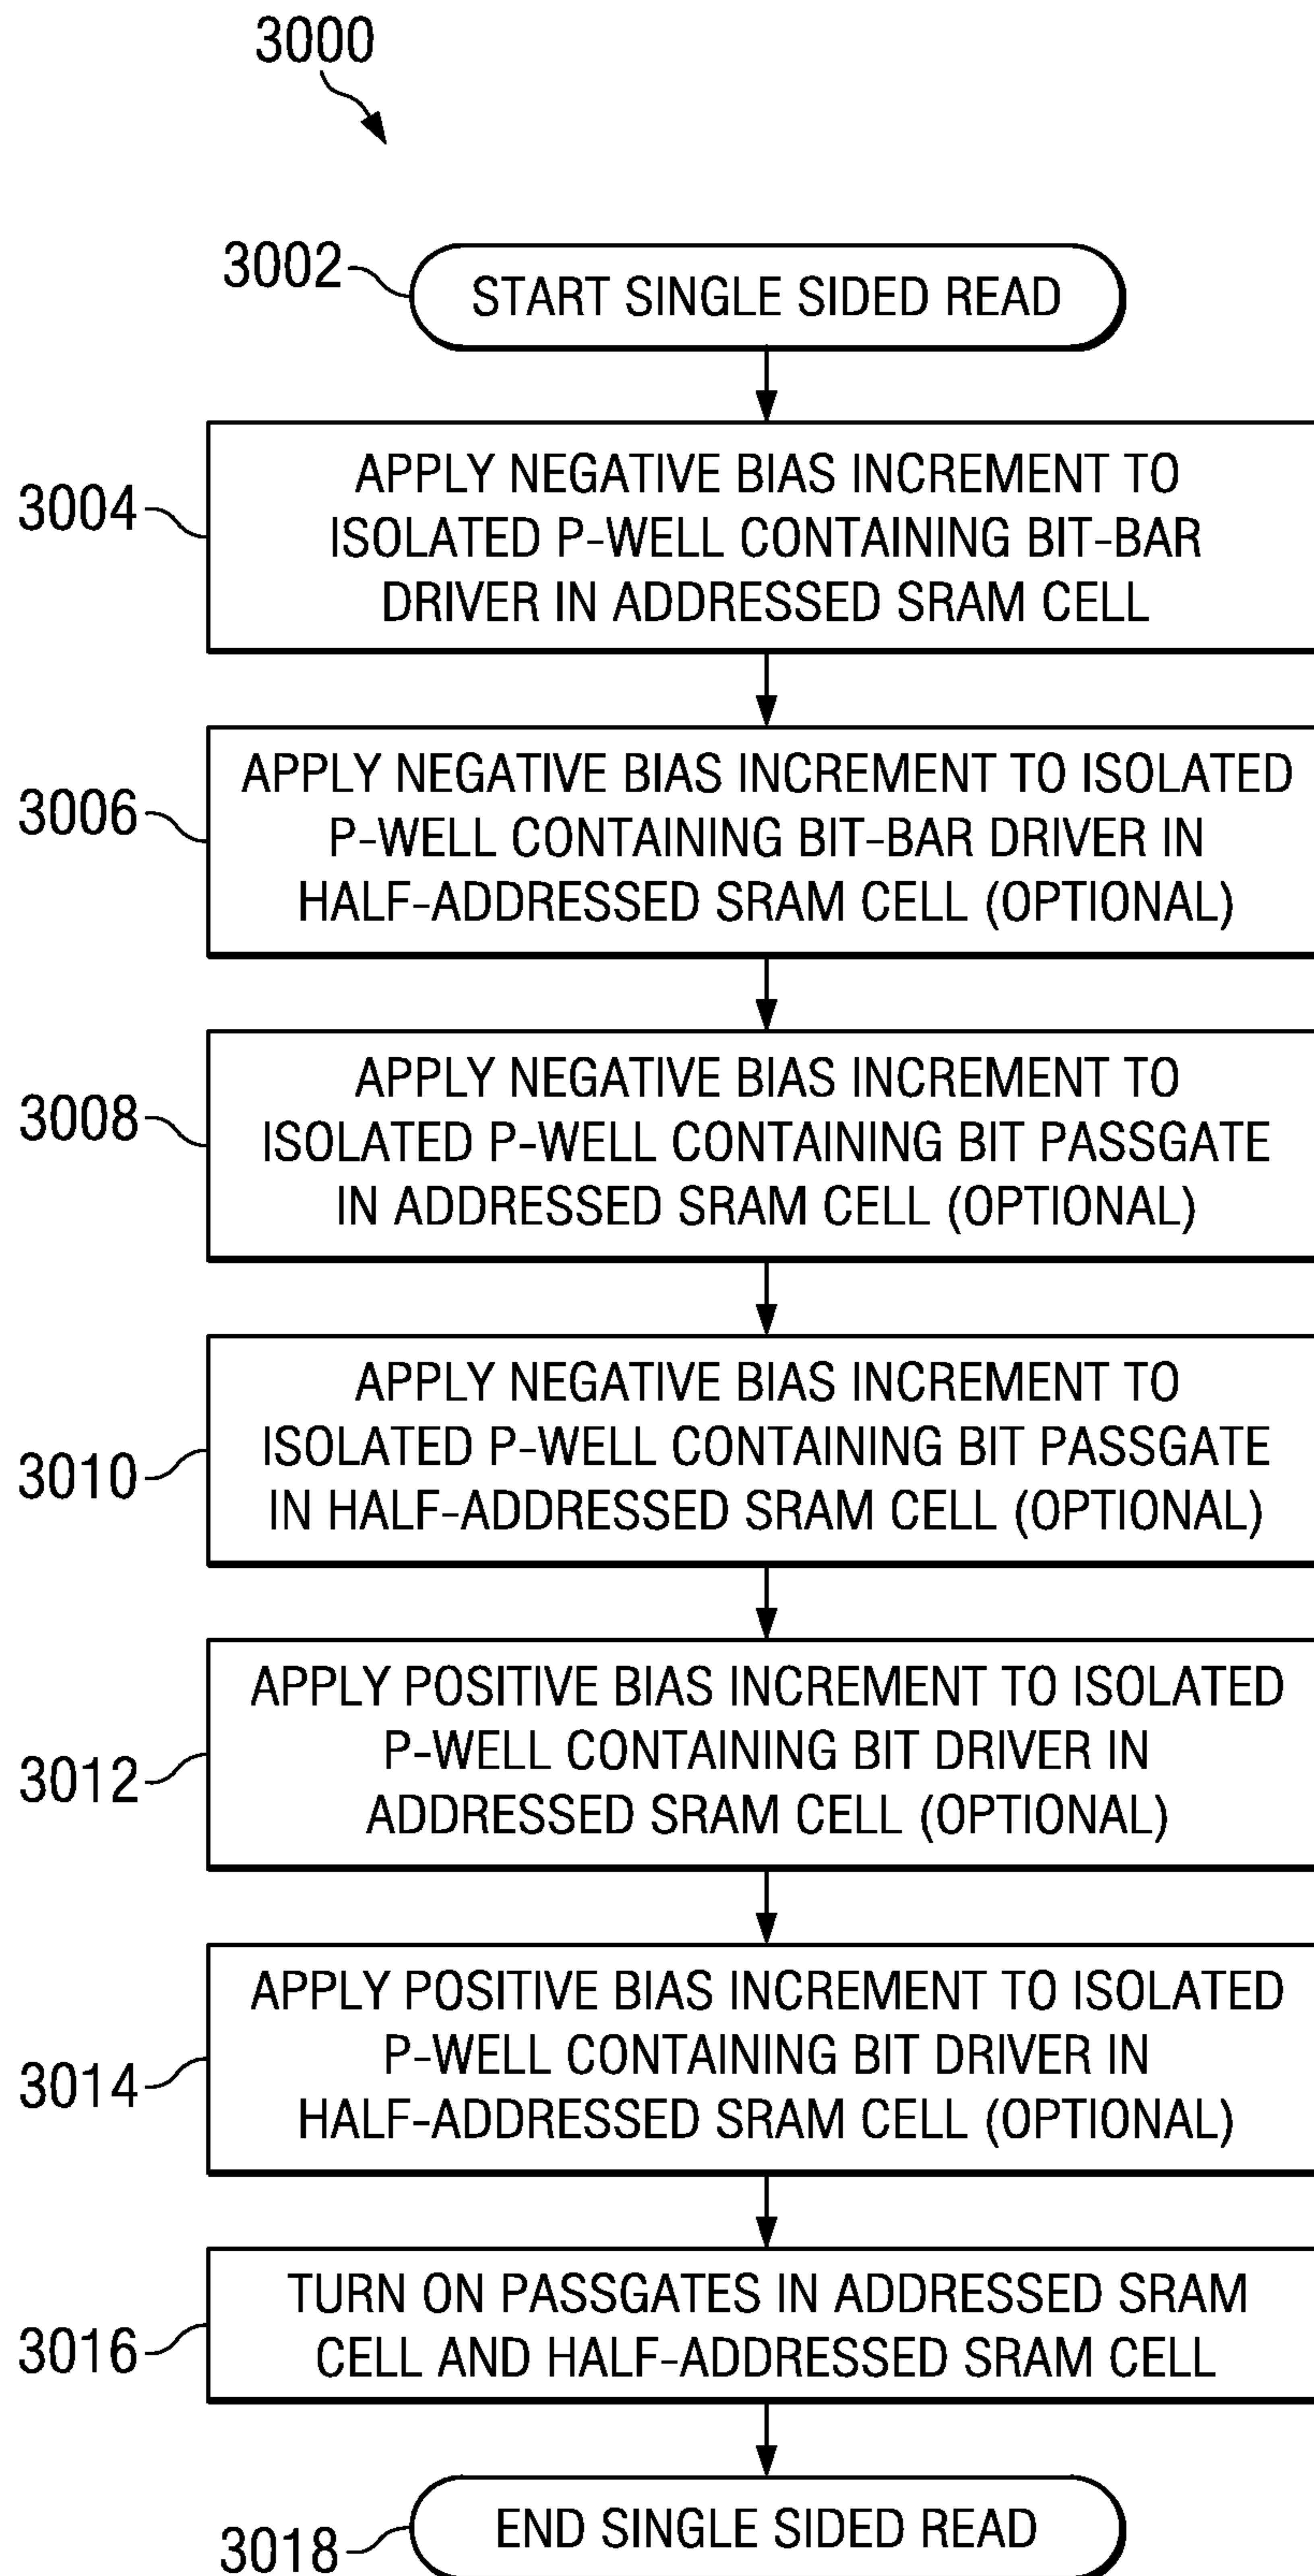 3000
3002
START SINGLE SIDED READ
3004
APPLY NEGATIVE BIAS INCREMENT TO
ISOLATED P-WELL CONTAINING BIT-BAR
DRIVER IN ADDRESSED SRAM CELL
3006
APPLY NEGATIVE BIAS INCREMENT TO ISOLATED
P-WELL CONTAINING BIT-BAR DRIVER IN
HALF-ADDRESSED SRAM CELL (OPTIONAL)
3008
APPLY NEGATIVE BIAS INCREMENT TO
ISOLATED P-WELL CONTAINING BIT PASSGATE
IN ADDRESSED SRAM CELL (OPTIONAL)
3010
APPLY NEGATIVE BIAS INCREMENT TO
ISOLATED P-WELL CONTAINING BIT PASSGATE
IN HALF-ADDRESSED SRAM CELL (OPTIONAL)
3012
APPLY POSITIVE BIAS INCREMENT TO ISOLATED
P-WELL CONTAINING BIT DRIVER IN
ADDRESSED SRAM CELL (OPTIONAL)
3014
APPLY POSITIVE BIAS INCREMENT TO ISOLATED
P-WELL CONTAINING BIT DRIVER IN
HALF-ADDRESSED SRAM CELL (OPTIONAL)
3016
TURN ON PASSGATES IN ADDRESSED SRAM
CELL AND HALF-ADDRESSED SRAM CELL
3018
END SINGLE SIDED READ